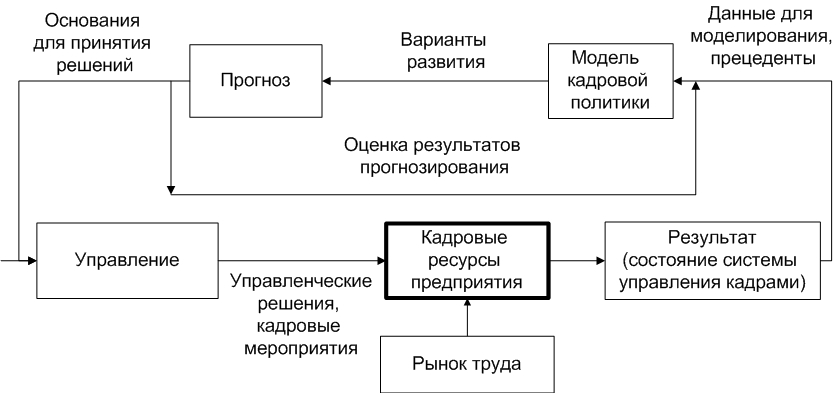 Основания
для принятия
решений
Прогноз
Варианты
развития
Модель
кадровой
политики
Данные для
моделирования,
прецеденты
Оценка результатов
прогнозирования
Управление
Управленческие
решения,
кадровые
мероприятия
Кадровые
ресурсы
предприятия
Результат
(состояние системы
управления кадрами)
Рынок труда